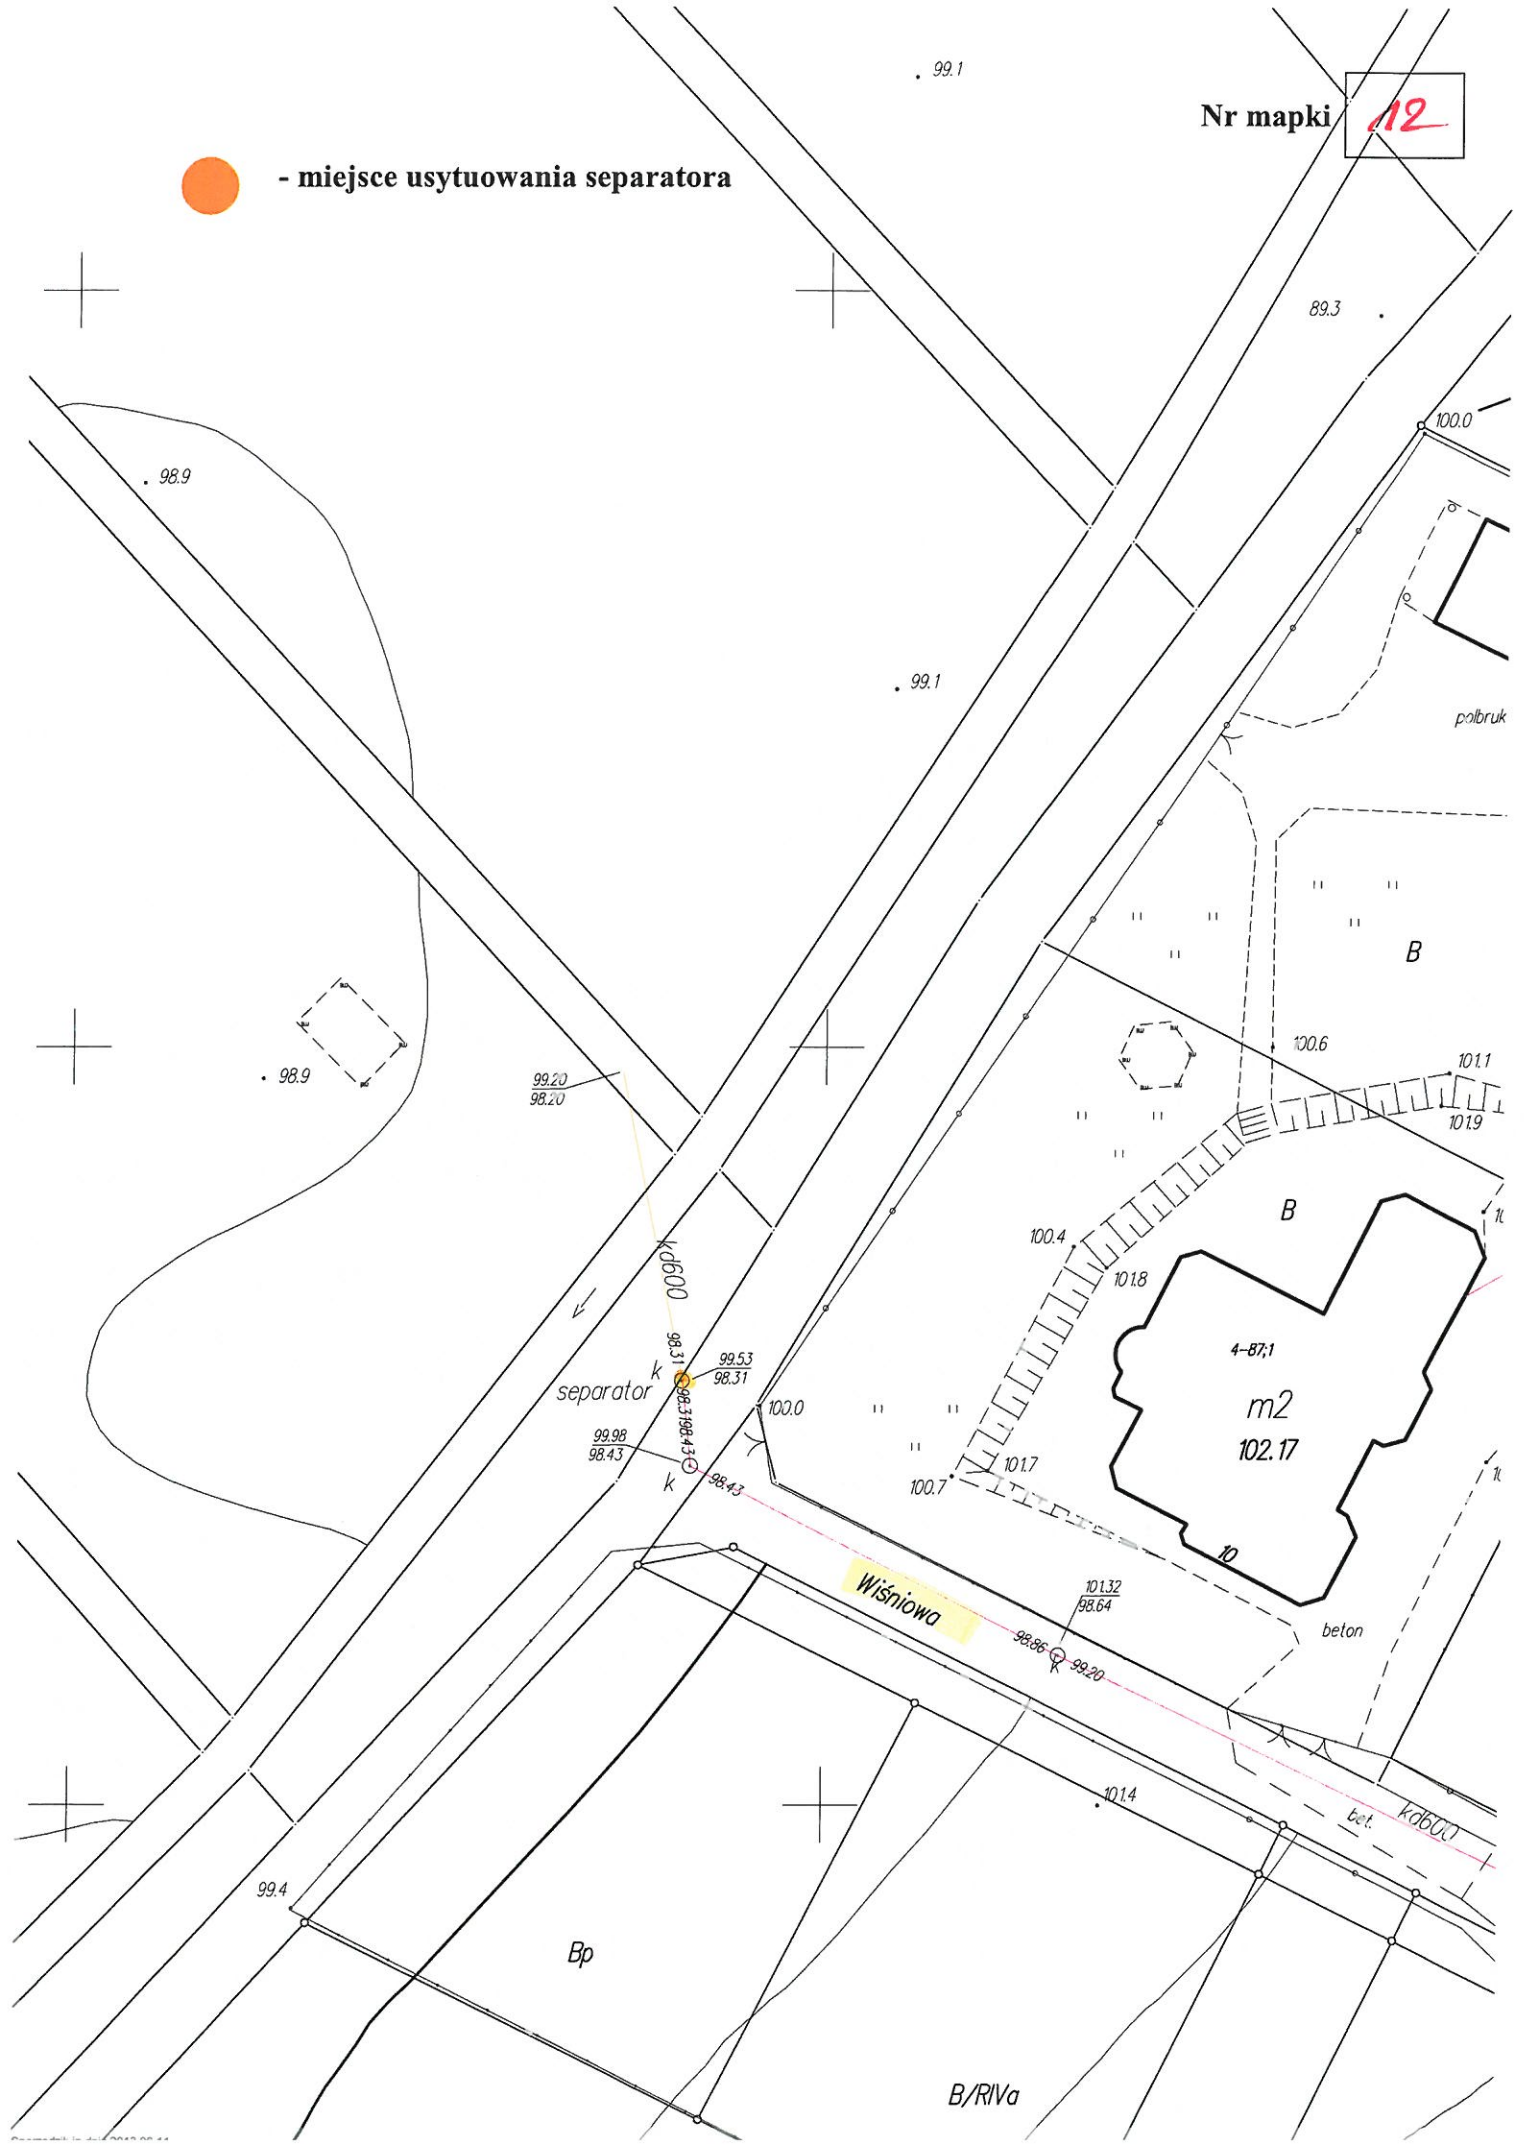 99.1
Nr mapki 12
- miejsce usytuowania separatora
89.3
100.0
98.9
99.1
polbruk
B
100.6
101.1
98.9
99.20
98.20
101.9
B
100.4
101.8
kd600
98.31
k
99.53
98.31
separator
98.31
98.43
4-87;1
m2
102.17
100.0
99.98
98.43
k
98.43
101.7
100.7
10
Wiśniowa
101.32
98.64
beton
98.86
k
99.20
101.4
bet.
kd600
99.4
Bp
B/RIVa